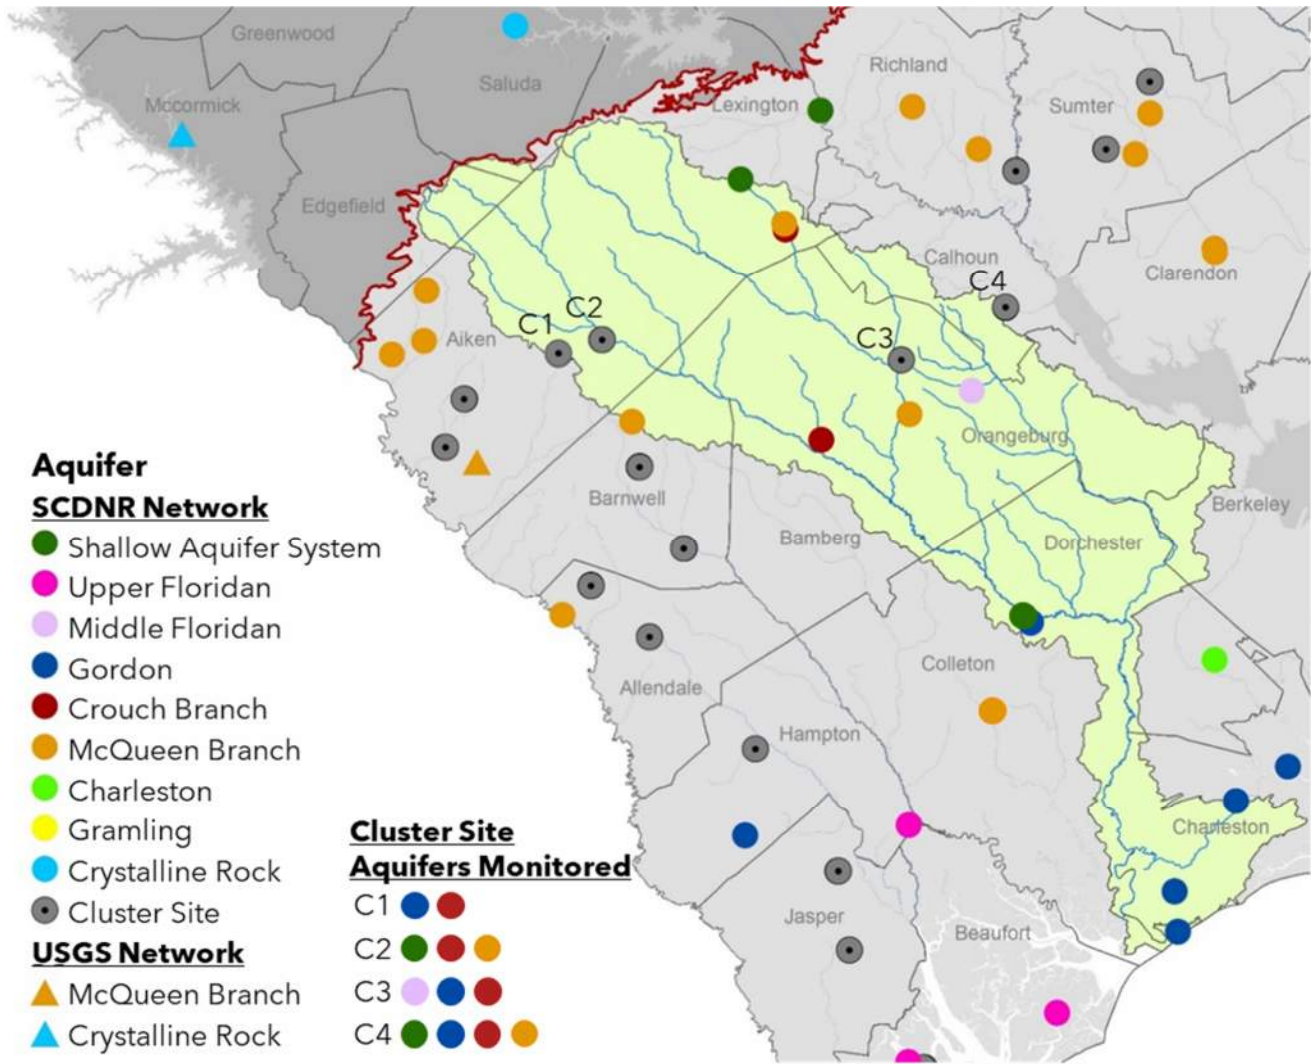 Greenwood
Saluda
Mccormick
Edgefield
Lexington
Richland
Sumter
Calhoun
Clarendon
C4
C1
C2
C3
Aiken
Orangeburg
Barnwell
Berkeley
Bamberg
Dorchester
Colleton
Allendale
Hampton
Charleston
Jasper
Beaufort
Aquifer
SCDNR Network
Shallow Aquifer System
Upper Floridan
Middle Floridan
Gordon
Crouch Branch
McQueen Branch
Charleston
Gramling
Crystalline Rock
Cluster Site
USGS Network
McQueen Branch
Crystalline Rock
Cluster Site
Aquifers Monitored
C1
C2
C3
C4